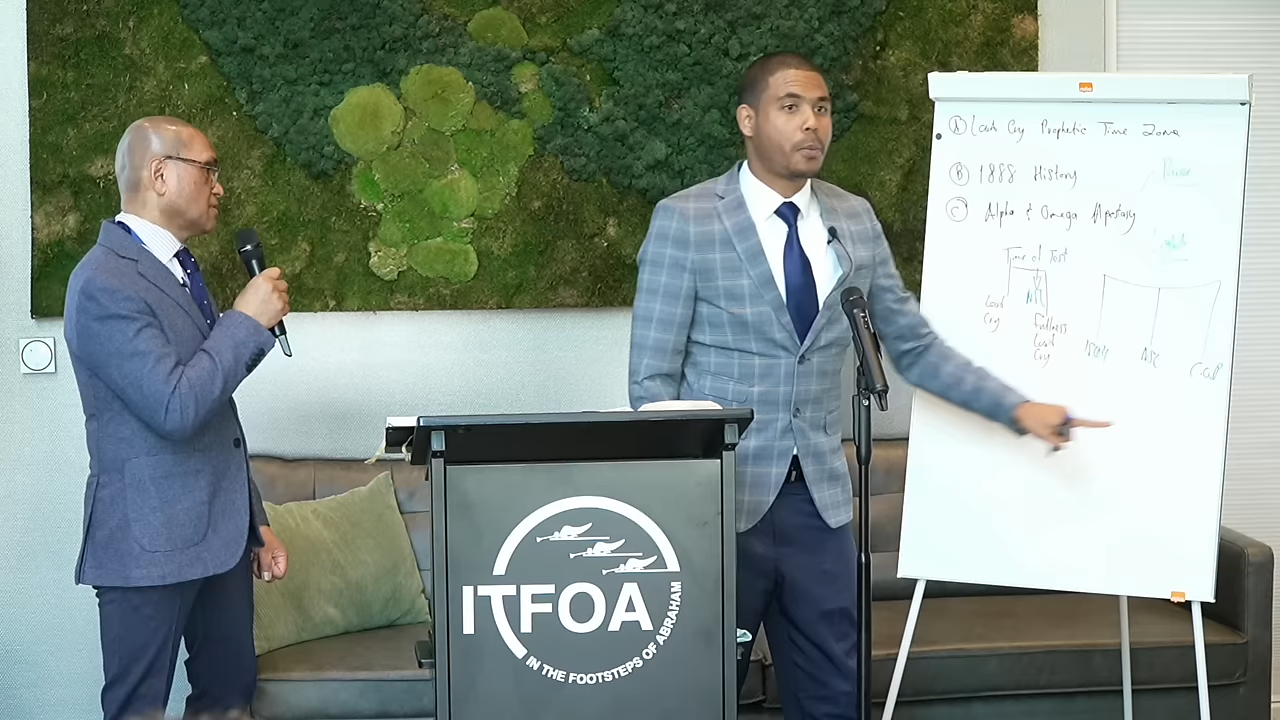 ITFOA
IN THE FOOTSTEPS OF ABRAHAM
A Loud Cry Prophetic Time Zone
B 1888 History
C Alpha & Omega Apostasy
Time of Test
Loud
Cry
Fullness
Loud
Cry